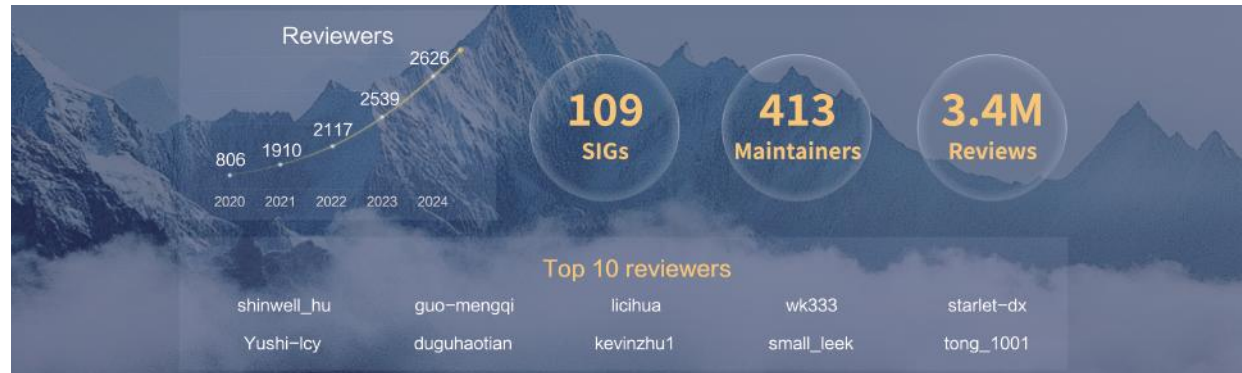 Reviewers
2626
2539
2117
1910
806
2020 2021 2022 2023 2024
109
SIGs
413
Maintainers
3.4M
Reviews
Top 10 reviewers
shinwell_hu guo-mengqi licihua wk333 starlet-dx
Yushi-lcy duguhaotian kevinzhu1 small_leek tong_1001